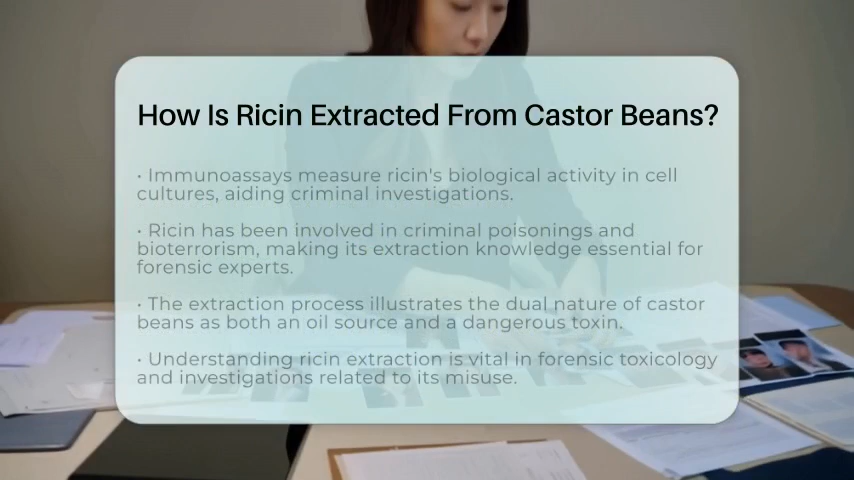 How Is Ricin Extracted From Castor Beans?
• Immunoassays measure ricin's biological activity in cell
cultures, aiding criminal investigations.
• Ricin has been involved in criminal poisonings and
bioterrorism, making its extraction knowledge essential for
forensic experts.
• The extraction process illustrates the dual nature of castor
beans as both an oil source and a dangerous toxin.
• Understanding ricin extraction is vital in forensic toxicology
and investigations related to its misuse.